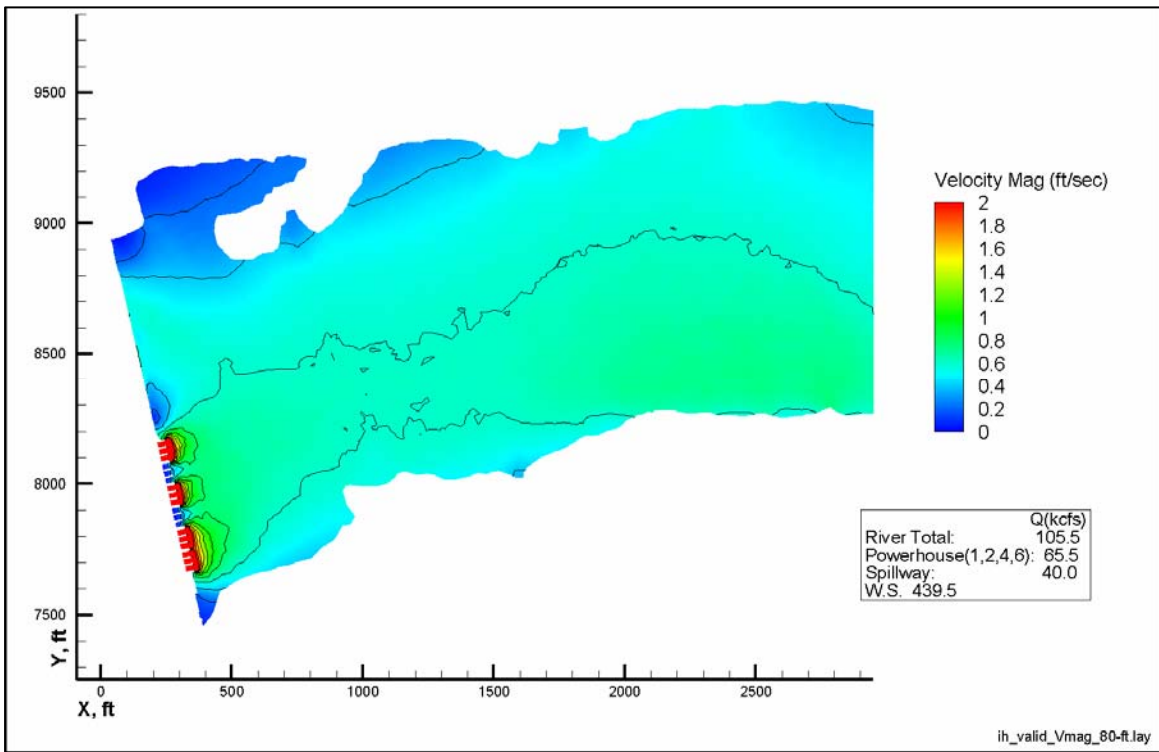 9500
9000
8500
8000
7500
Y, ft
0
500
1000
1500
2000
2500
X, ft
Velocity Mag (ft/sec)
2
1.8
1.6
1.4
1.2
1
0.8
0.6
0.4
0.2
0
Q(kcfs)
River Total: 105.5
Powerhouse(1,2,4,6): 65.5
Spillway: 40.0
W.S. 439.5
ih_valid_Vmag_80-ft.lay